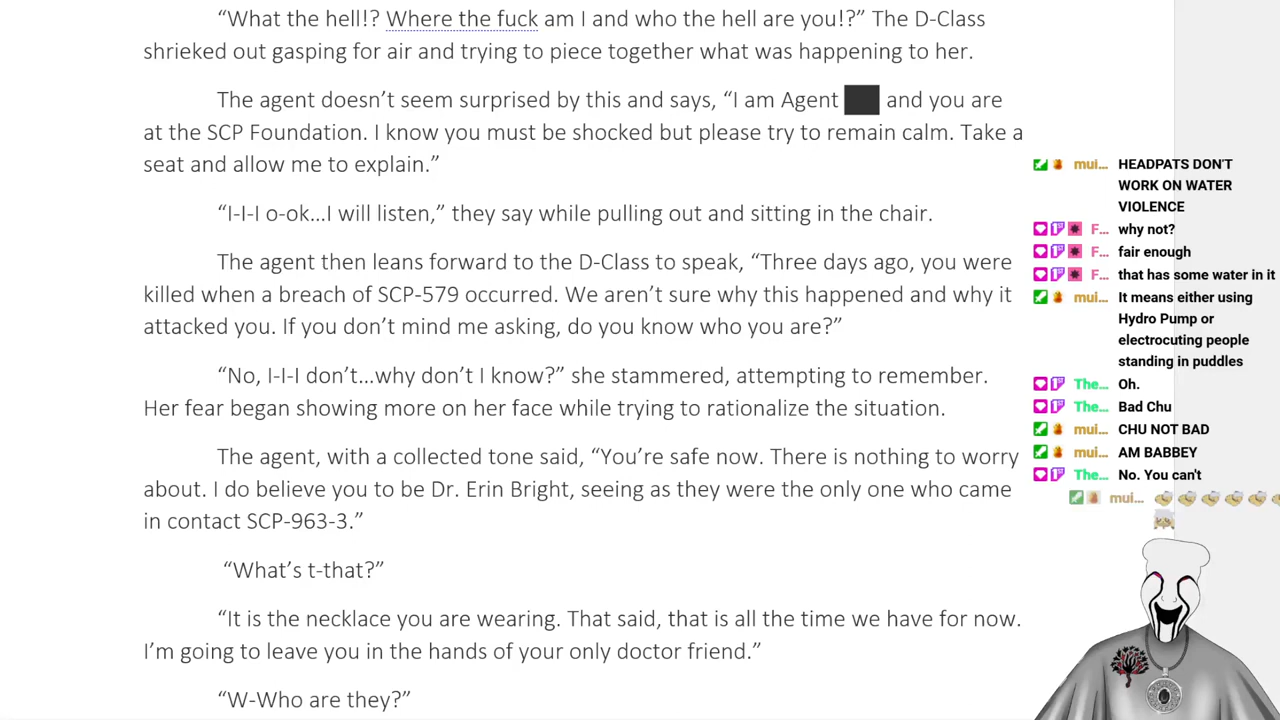 “What the hell!? Where the fuck am I and who the hell are you!?” The D-Class
shrieked out gasping for air and trying to piece together what was happening to her.
The agent doesn’t seem surprised by this and says, “I am Agent and you are
at the SCP Foundation. I know you must be shocked but please try to remain calm. Take a
seat and allow me to explain.”
“I-I-I o-ok...I will listen,” they say while pulling out and sitting in the chair.
The agent then leans forward to the D-Class to speak, “Three days ago, you were
killed when a breach of SCP-579 occurred. We aren’t sure why this happened and why it
attacked you. If you don’t mind me asking, do you know who you are?”
“No, I-I-I don’t...why don’t I know?” she stammered, attempting to remember.
Her fear began showing more on her face while trying to rationalize the situation.
The agent, with a collected tone said, “You’re safe now. There is nothing to worry
about. I do believe you to be Dr. Erin Bright, seeing as they were the only one who came
in contact SCP-963-3.”
“What’s t-that?”
“It is the necklace you are wearing. That said, that is all the time we have for now.
I’m going to leave you in the hands of your only doctor friend.”
“W-Who are they?”
mui... HEADPATS DON'T
WORK ON WATER
VIOLENCE
F... why not?
F... fair enough
F... that has some water in it
mui... It means either using
Hydro Pump or
electrocuting people
standing in puddles
The... Oh.
The... Bad Chu
mui... CHU NOT BAD
mui... AM BABBEY
The... No. You can't
mui...